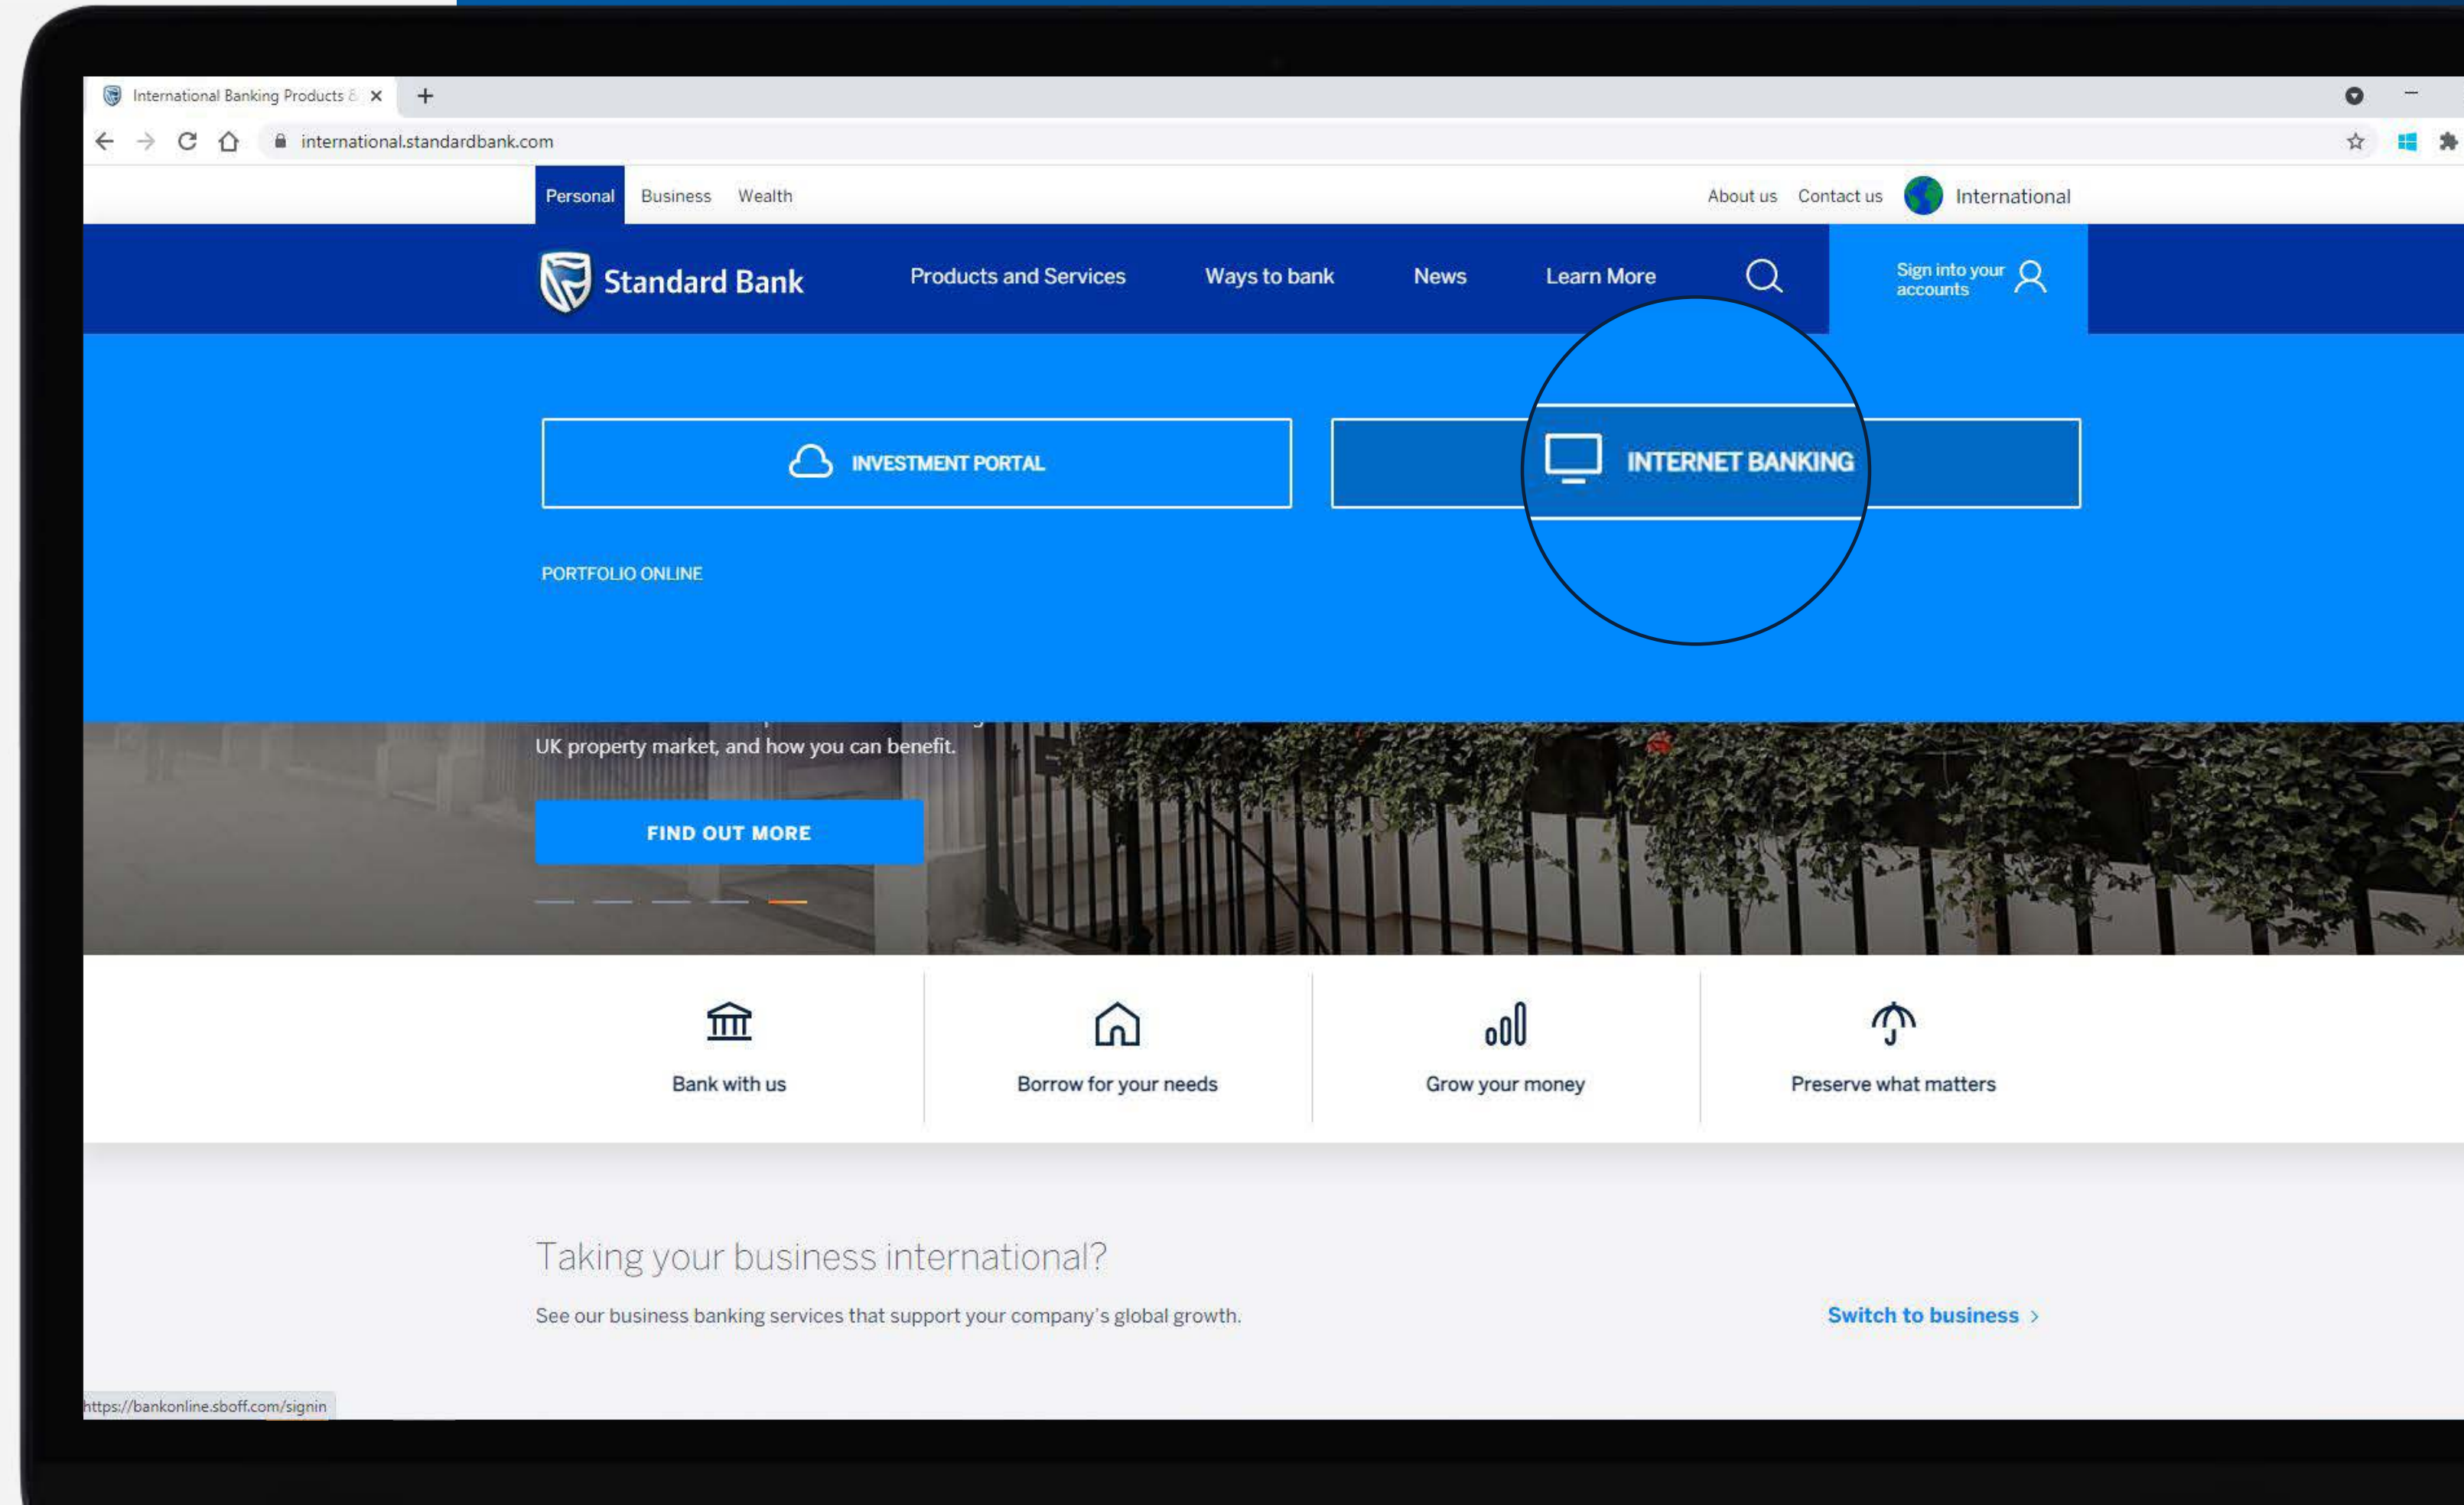 International Banking Products &
international.standardbank.com
Personal Business Wealth About us Contact us International
Standard Bank Products and Services Ways to bank News Learn More Sign into your
accounts
INVESTMENT PORTAL INTERNET BANKING
PORTFOLIO ONLINE
UK property market, and how you can benefit.
FIND OUT MORE
Bank with us Borrow for your needs Grow your money Preserve what matters
Taking your business international?
See our business banking services that support your company's global growth.
Switch to business >
https://bankonline.sboff.com/signin